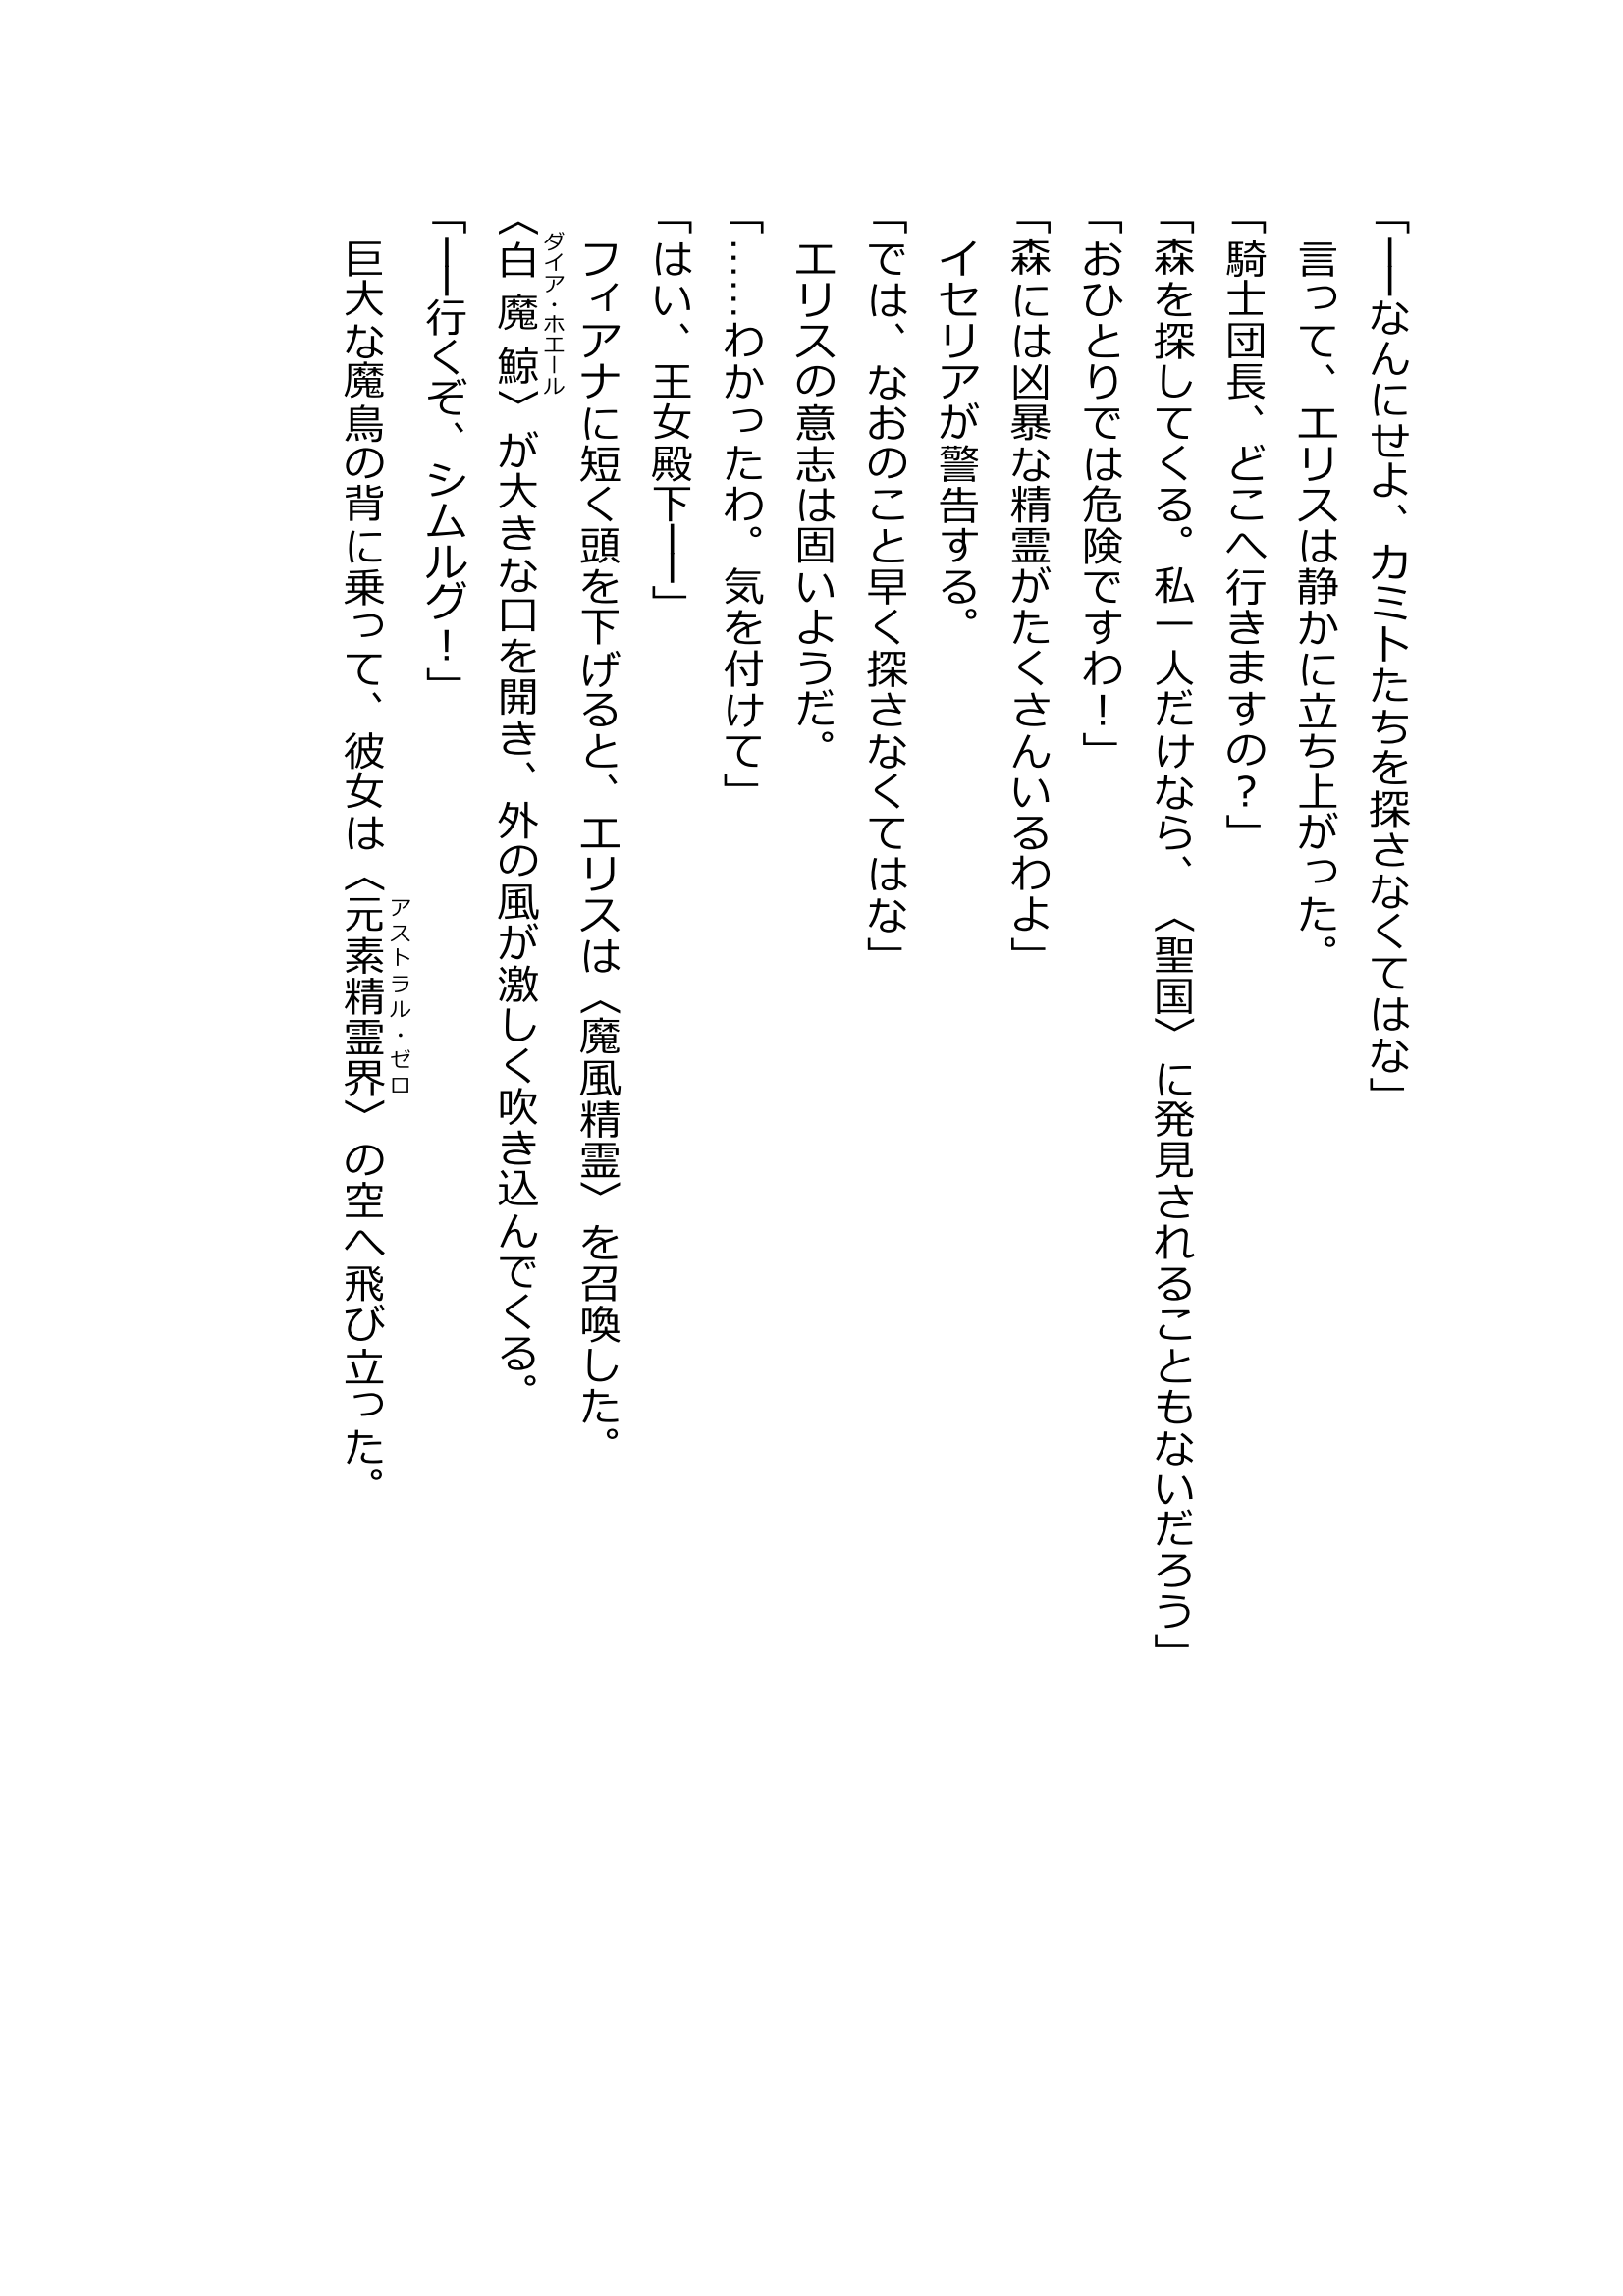 「――なんにせよ、カミトたちを探さなくてはな」
　言って、エリスは静かに立ち上がった。
「騎士団長、どこへ行きますの？」
「森を探してくる。私一人だけなら、〈聖国〉に発見されることもないだろう」
「おひとりでは危険ですわ！」
「森には凶暴な精霊がたくさんいるわよ」
　イセリアが警告する。
「では、なおのこと早く探さなくてはな」
　エリスの意志は固いようだ。
「……わかったわ。気を付けて」
「はい、王女殿下――」
　フィアナに短く頭を下げると、エリスは〈魔風精霊〉を召喚した。
ダイア・ホエール
〈白魔鯨〉が大きな口を開き、外の風が激しく吹き込んでくる。
「――行くぞ、シムルグ！」
アストラル・ゼロ
　巨大な魔鳥の背に乗って、彼女は〈元素精霊界〉の空へ飛び立った。